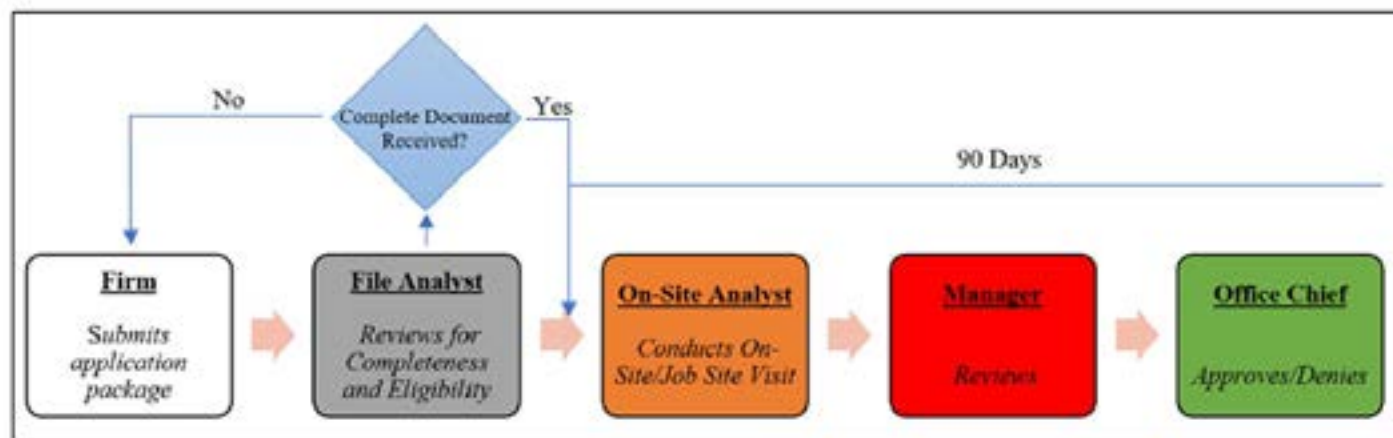 No
Complete Document
Received?
Yes
90 Days
Firm
Submits
application
package
File Analyst
Reviews for
Completeness
and Eligibility
On-Site Analyst
Conducts On-
Site/Job Site Visit
Manager
Reviews
Office Chief
Approves/Denies